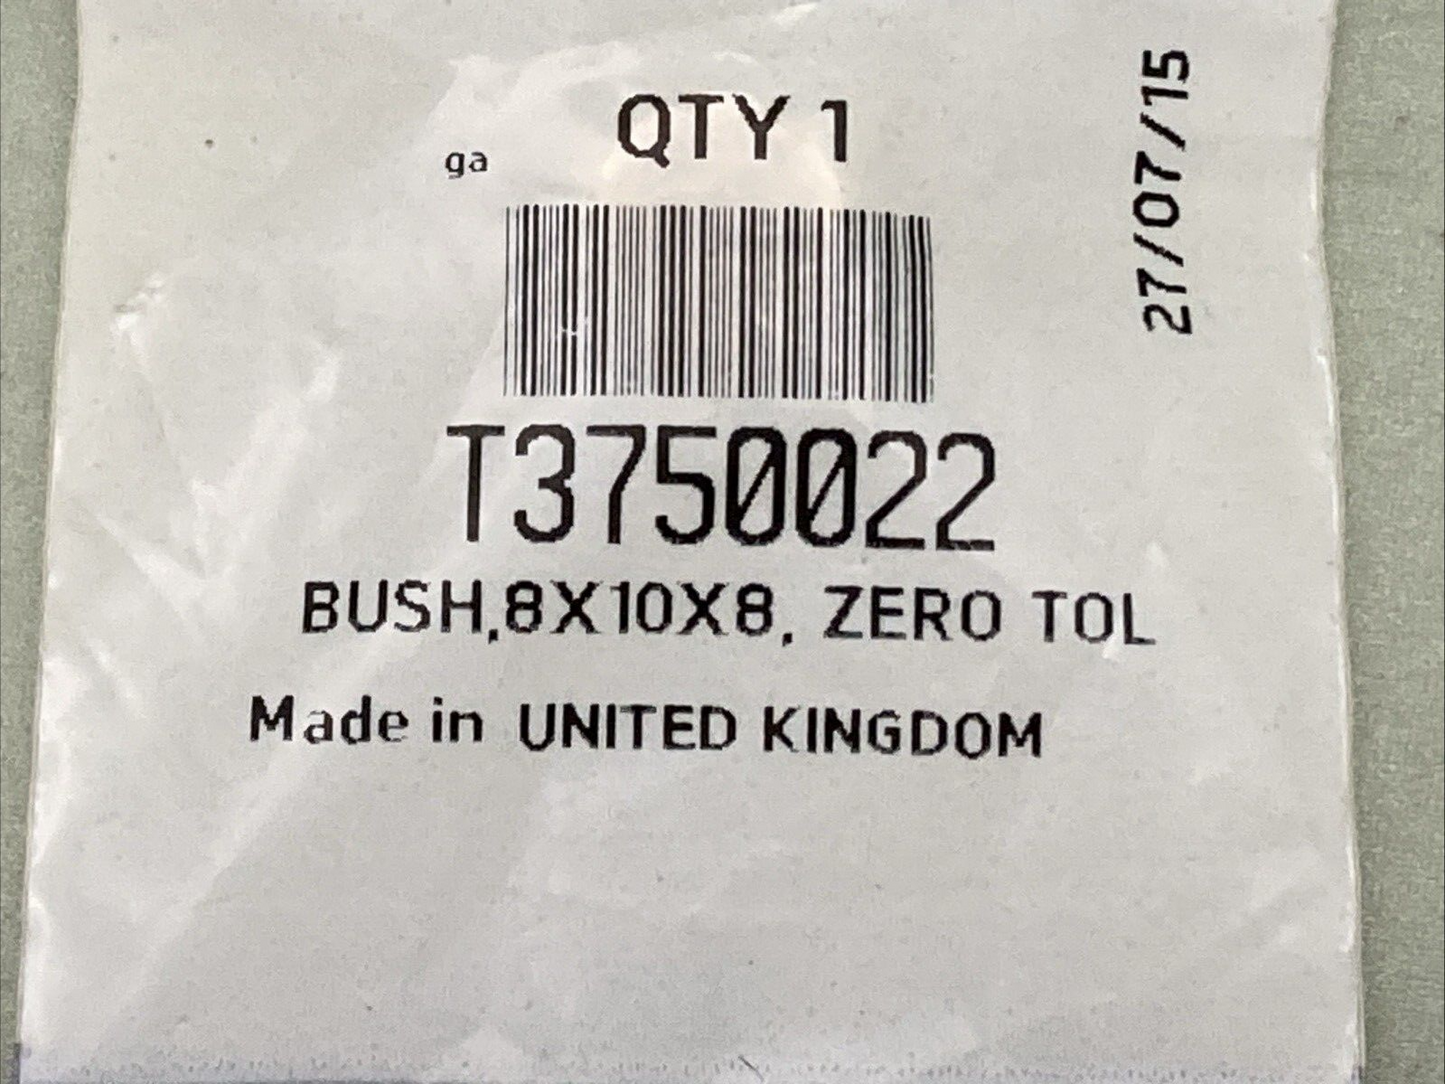 QTY 1
ga
27/07/15
T3750022
BUSH,8X10X8, ZERO TOL
Made in UNITED KINGDOM